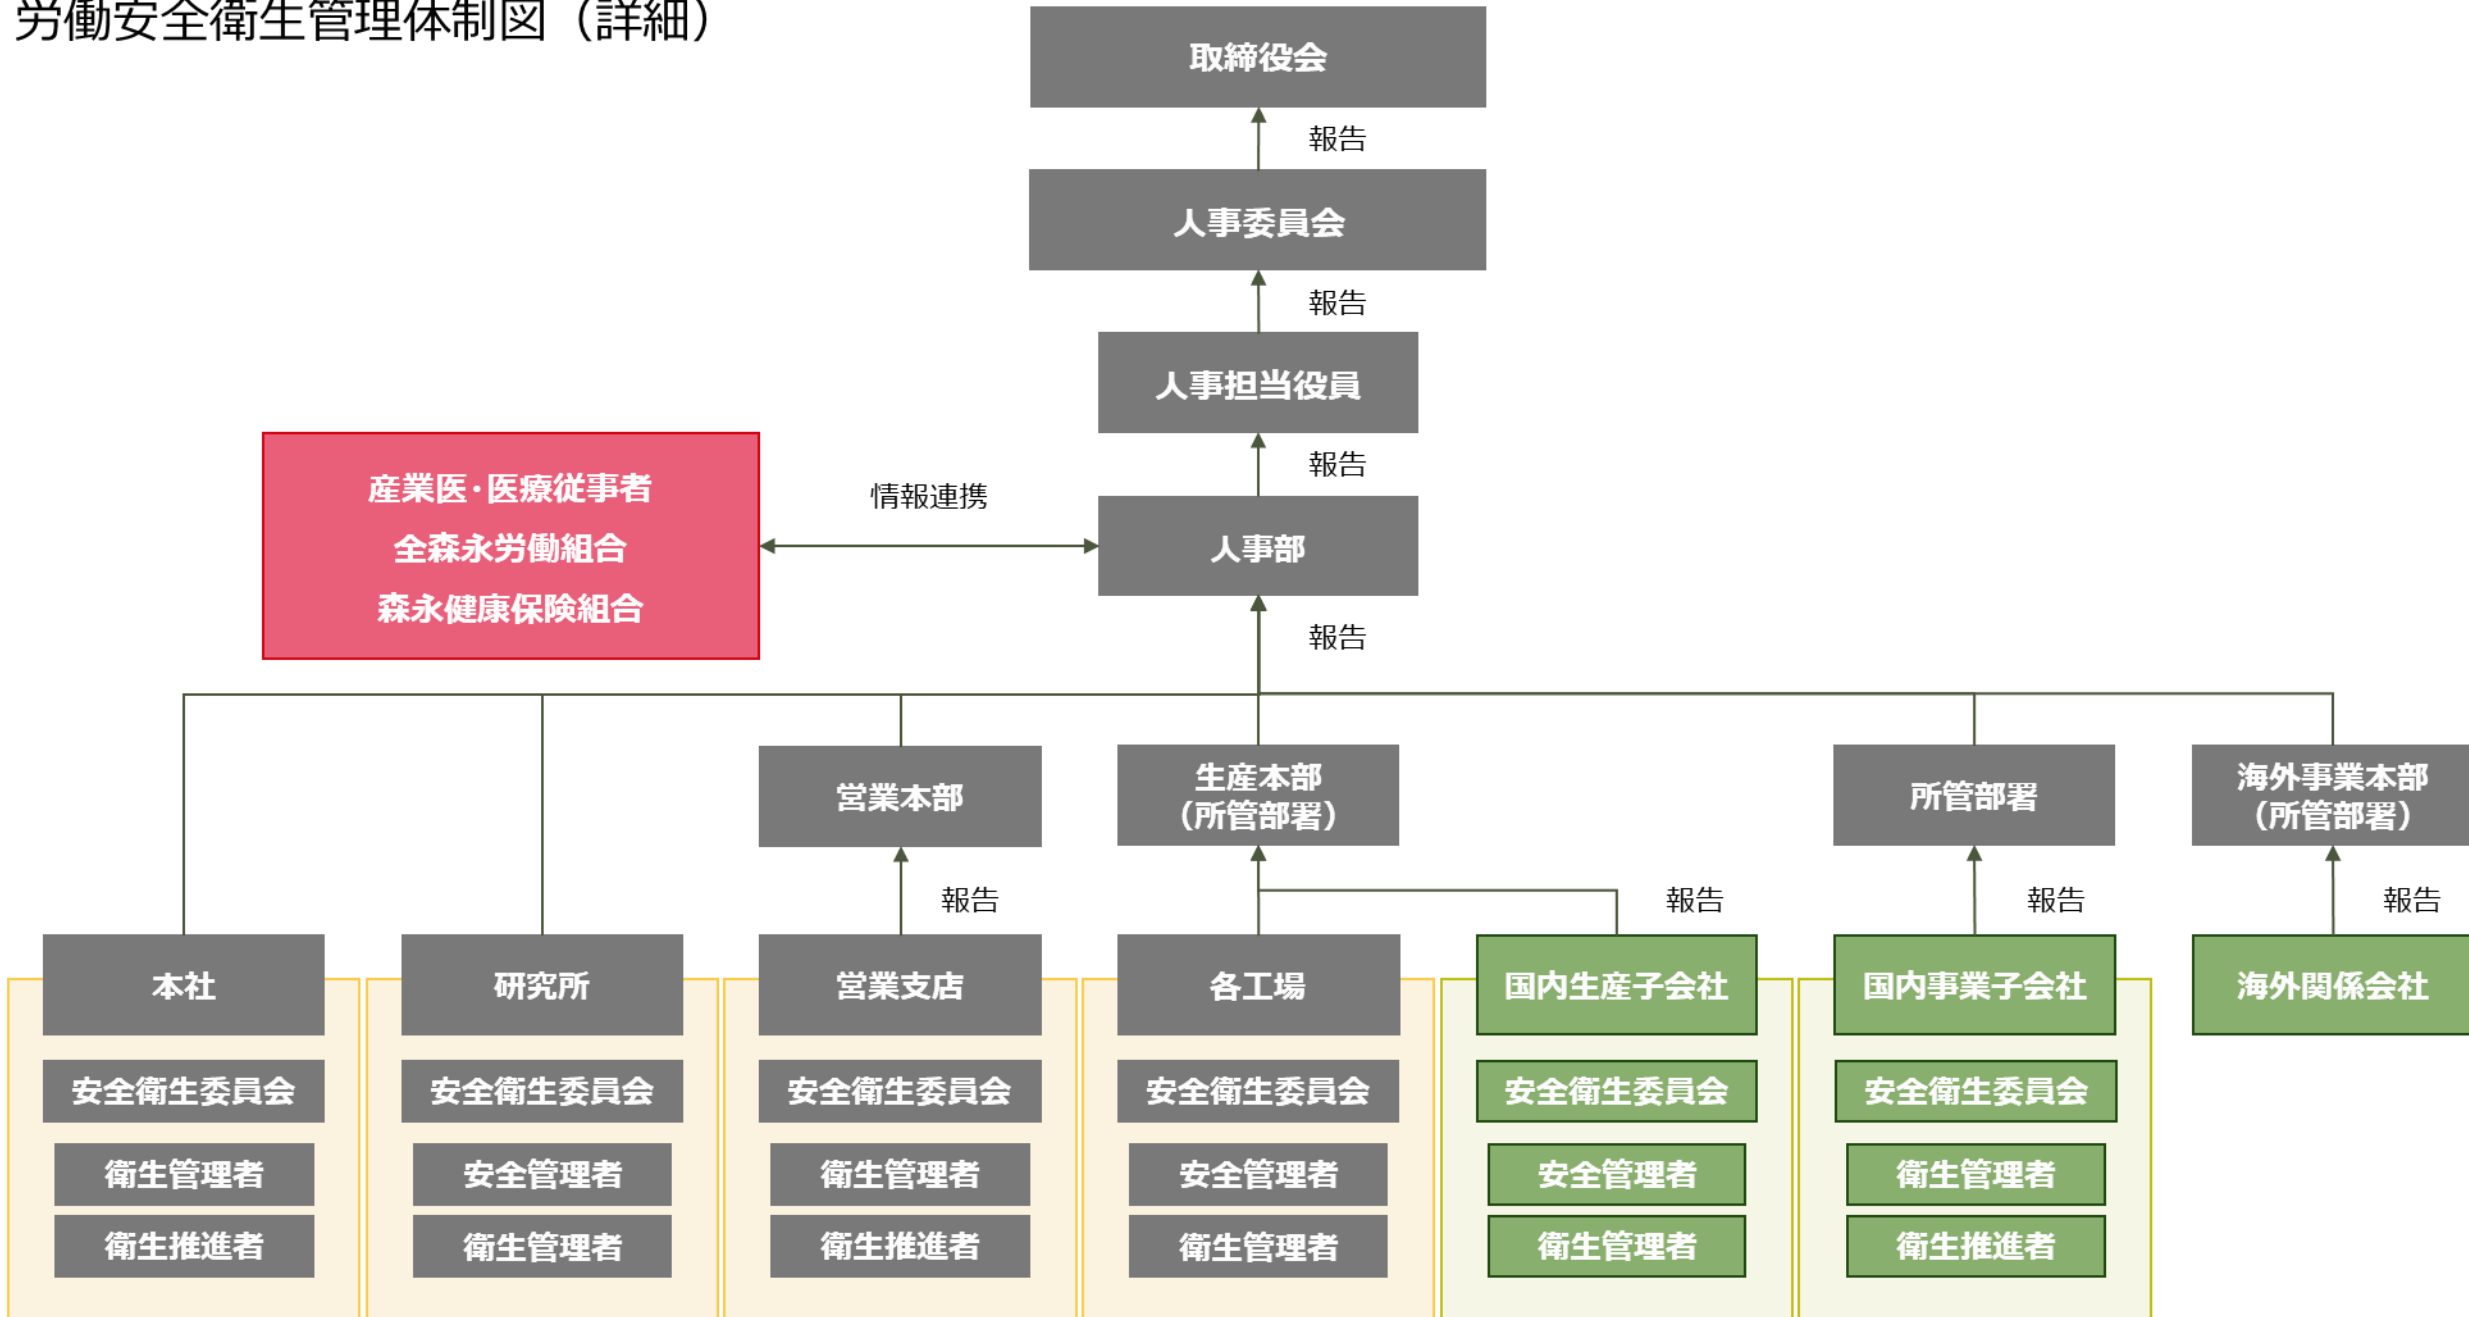 労働安全衛生管理体制図（詳細）
取締役会
報告
人事委員会
報告
人事担当役員
報告
産業医・医療従事者
全森永労働組合
森永健康保険組合
情報連携
人事部
報告
営業本部
生産本部
（所管部署）
所管部署
海外事業本部
（所管部署）
報告
報告
報告
報告
本社
研究所
営業支店
各工場
国内生産子会社
国内事業子会社
海外関係会社
安全衛生委員会
安全衛生委員会
安全衛生委員会
安全衛生委員会
安全衛生委員会
安全衛生委員会
衛生管理者
安全管理者
衛生管理者
安全管理者
安全管理者
衛生管理者
衛生推進者
衛生管理者
衛生推進者
衛生管理者
衛生管理者
衛生推進者